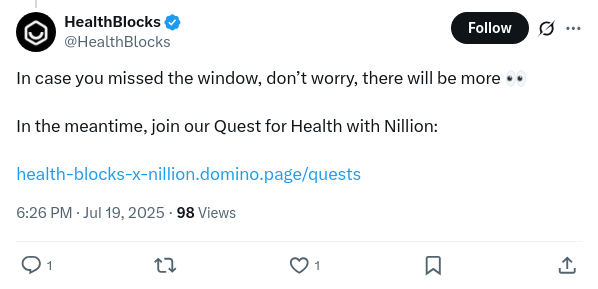 HealthBlocks
@HealthBlocks
Follow
In case you missed the window, don’t worry, there will be more 👀
In the meantime, join our Quest for Health with Nillion:
health-blocks-x-nillion.domino.page/quests
6:26 PM · Jul 19, 2025 · 98 Views
1 1